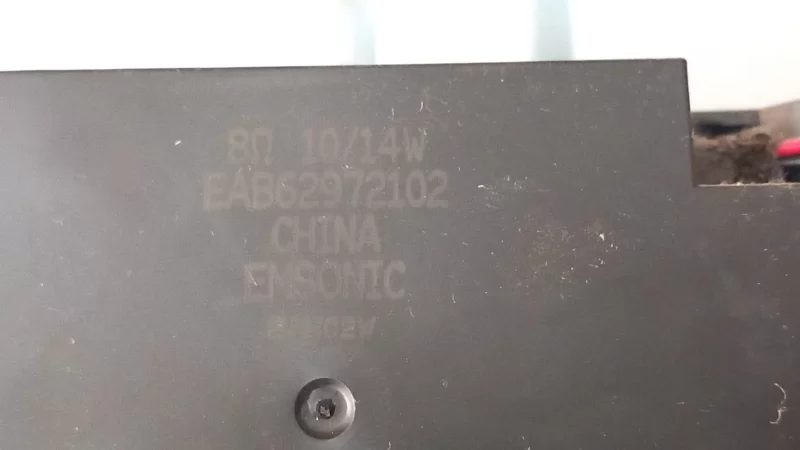 8Ω 10/14W
EAB62972102
CHINA
EMSONIC